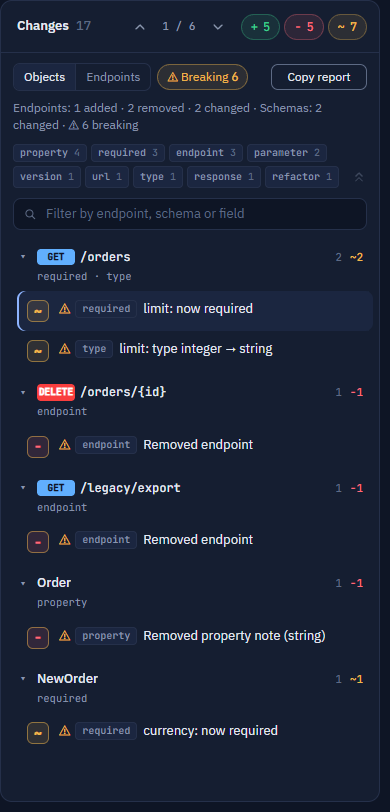 Changes 17 1 / 6 + 5 - 5 ~ 7
Objects Endpoints ⚠ Breaking 6 Copy report
Endpoints: 1 added · 2 removed · 2 changed · Schemas: 2
changed · ⚠ 6 breaking
property 4 required 3 endpoint 3 parameter 2
version 1 url 1 type 1 response 1 refactor 1
Filter by endpoint, schema or field
GET /orders 2 ~2
required · type
~ ⚠ required limit: now required
~ ⚠ type limit: type integer → string
DELETE /orders/{id} 1 -1
endpoint
- ⚠ endpoint Removed endpoint
GET /legacy/export 1 -1
endpoint
- ⚠ endpoint Removed endpoint
Order 1 -1
property
- ⚠ property Removed property note (string)
NewOrder 1 ~1
required
~ ⚠ required currency: now required